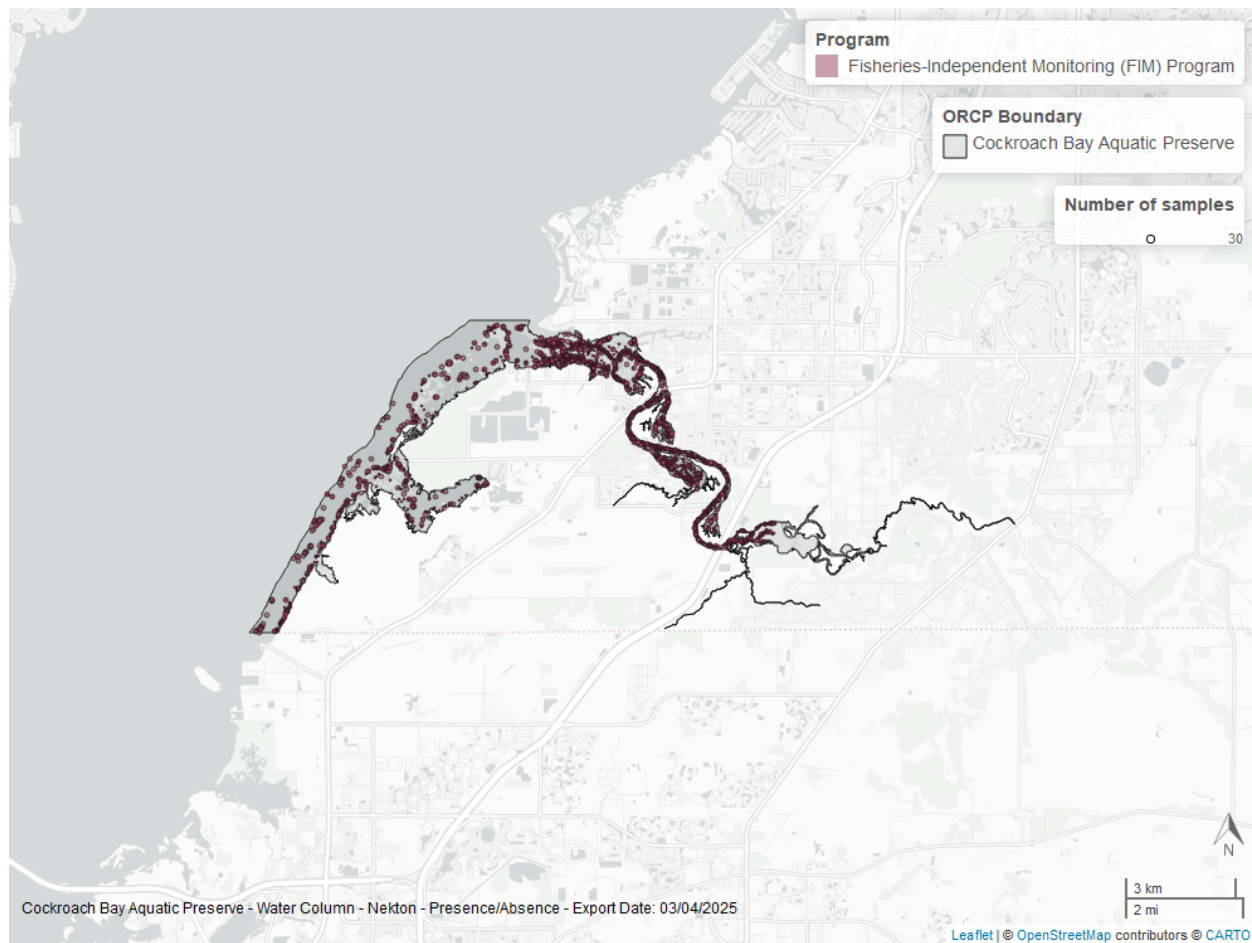 Program
Fisheries-Independent Monitoring (FIM) Program
ORCP Boundary
Cockroach Bay Aquatic Preserve
Number of samples
30
N
3 km
2 mi
Cockroach Bay Aquatic Preserve - Water Column - Nekton - Presence/Absence - Export Date: 03/04/2025
Leaflet | © OpenStreetMap contributors © CARTO